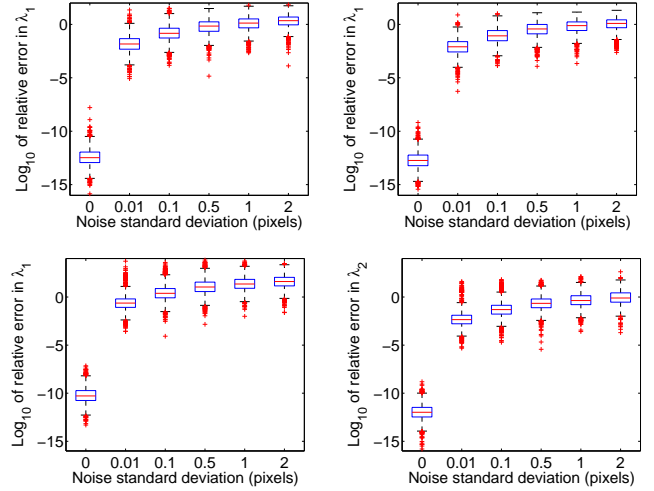 Log10 of relative error in λ1
0
−5
−10
−15
0 0.01 0.1 0.5 1 2
Noise standard deviation (pixels)
Log10 of relative error in λ1
0
−5
−10
−15
0 0.01 0.1 0.5 1 2
Noise standard deviation (pixels)
Log10 of relative error in λ1
0
−5
−10
−15
0 0.01 0.1 0.5 1 2
Noise standard deviation (pixels)
Log10 of relative error in λ2
0
−5
−10
−15
0 0.01 0.1 0.5 1 2
Noise standard deviation (pixels)